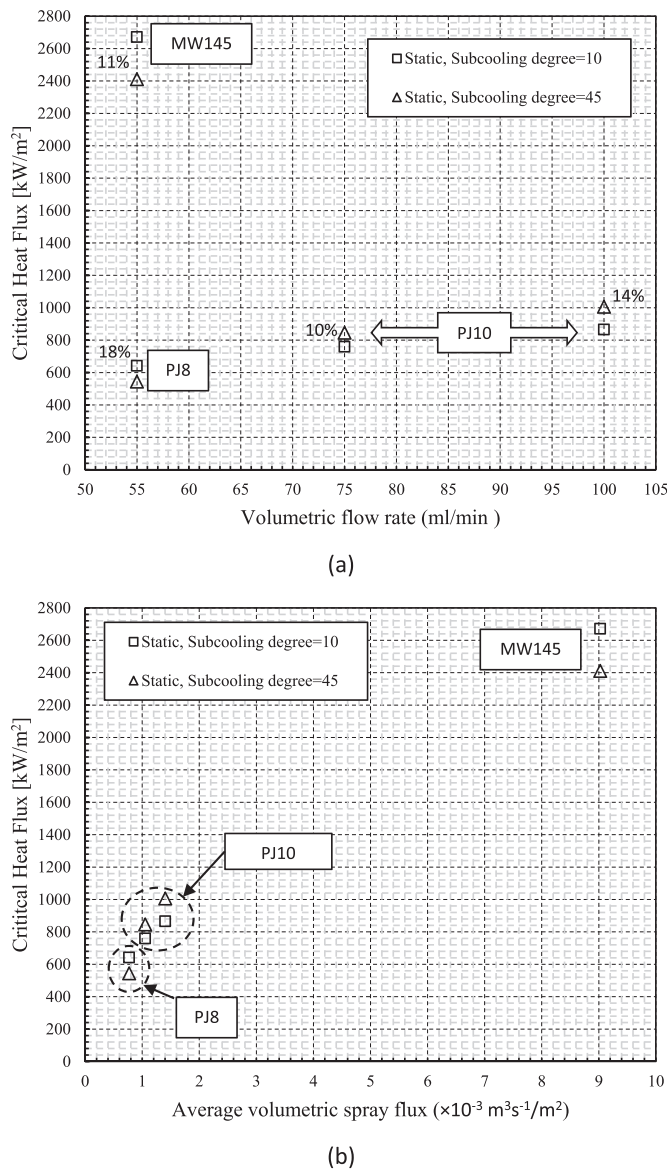 2800
2600
2400
2200
2000
1800
1600
1400
1200
1000
800
600
400
200
0
Crititcal Heat Flux [kW/m²]
MW145
11%
□Static, Subcooling degree=10
△Static, Subcooling degree=45
18%
PJ8
10%
PJ10
14%
50 55 60 65 70 75 80 85 90 95 100 105
Volumetric flow rate (ml/min )
(a)
2800
2600
2400
2200
2000
1800
1600
1400
1200
1000
800
600
400
200
0
Crititcal Heat Flux [kW/m²]
□Static, Subcooling degree=10
△Static, Subcooling degree=45
MW145
PJ10
PJ8
0 1 2 3 4 5 6 7 8 9 10
Average volumetric spray flux (×10⁻³ m³s⁻¹/m²)
(b)